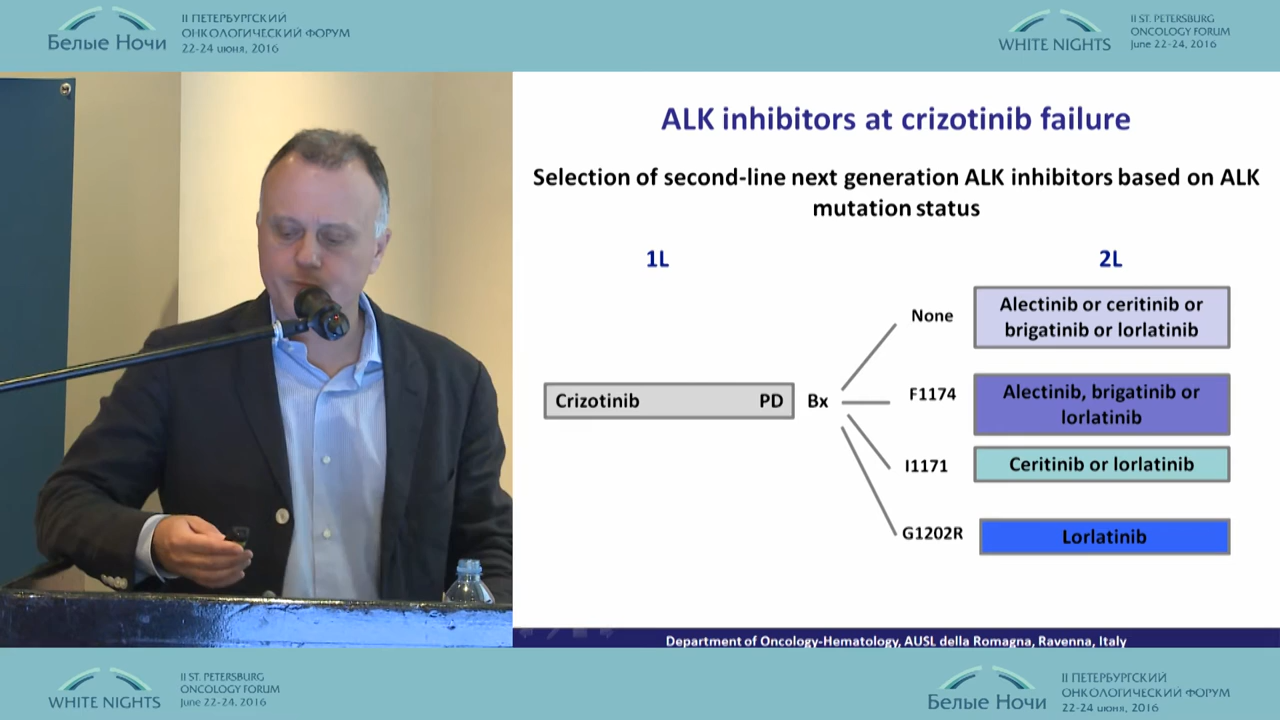 Белые Ночи
II ПЕТЕРБУРГСКИЙ
ОНКОЛОГИЧЕСКИЙ ФОРУМ
22-24 июня, 2016
WHITE NIGHTS
II ST. PETERSBURG
ONCOLOGY FORUM
June 22-24, 2016
ALK inhibitors at crizotinib failure
Selection of second-line next generation ALK inhibitors based on ALK
mutation status
1L
2L
Crizotinib PD
Bx
None
Alectinib or ceritinib or
brigatinib or lorlatinib
F1174
Alectinib, brigatinib or
lorlatinib
I1171
Ceritinib or lorlatinib
G1202R
Lorlatinib
Department of Oncology-Hematology, AUSL della Romagna, Ravenna, Italy
WHITE NIGHTS
II ST. PETERSBURG
ONCOLOGY FORUM
June 22-24, 2016
Белые Ночи
II ПЕТЕРБУРГСКИЙ
ОНКОЛОГИЧЕСКИЙ ФОРУМ
22-24 июня, 2016